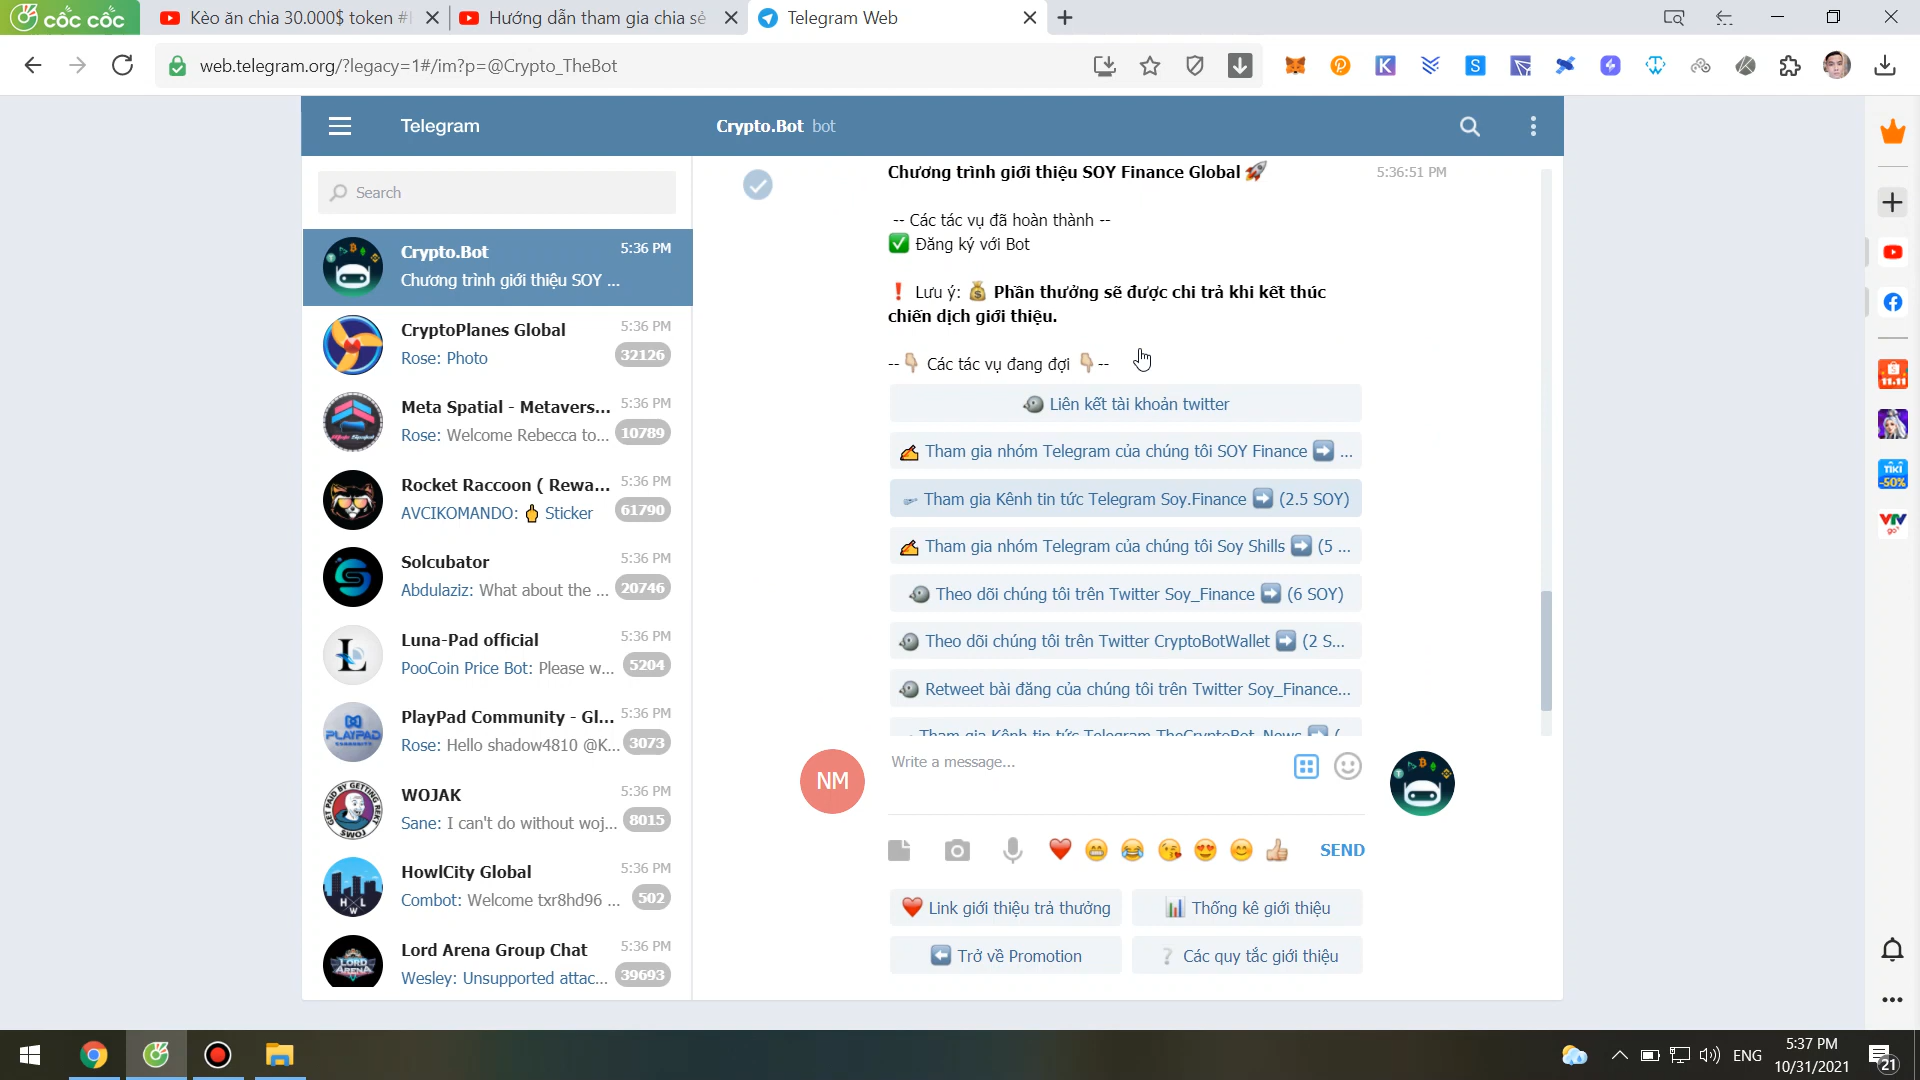 cốc cốc
Kèo ăn chia 30.000$ token #
Hướng dẫn tham gia chia sẻ
Telegram Web
web.telegram.org/?legacy=1#/im?p=@Crypto_TheBot
Telegram
Crypto.Bot bot
Search
Crypto.Bot 5:36 PM
Chương trình giới thiệu SOY ...
CryptoPlanes Global 5:36 PM
Rose: Photo 32126
Meta Spatial - Metavers... 5:36 PM
Rose: Welcome Rebecca to... 10789
Rocket Raccoon ( Rewa... 5:36 PM
AVCIKOMANDO: 🖕 Sticker 61790
Solcubator 5:36 PM
Abdulaziz: What about the ... 20746
Luna-Pad official 5:36 PM
PooCoin Price Bot: Please w... 5204
PlayPad Community - Gl... 5:36 PM
Rose: Hello shadow4810 @K... 3073
WOJAK 5:36 PM
Sane: I can't do without woj... 8015
HowlCity Global 5:36 PM
Combot: Welcome txr8hd96 ... 502
Lord Arena Group Chat 5:36 PM
Wesley: Unsupported attac... 39693
Chương trình giới thiệu SOY Finance Global 🚀 5:36:51 PM
-- Các tác vụ đã hoàn thành --
✅ Đăng ký với Bot
❗ Lưu ý: 💰 Phần thưởng sẽ được chi trả khi kết thúc
chiến dịch giới thiệu.
--👇🏻 Các tác vụ đang đợi 👇🏻--
Liên kết tài khoản twitter
✍ Tham gia nhóm Telegram của chúng tôi SOY Finance ➡ ...
Tham gia Kênh tin tức Telegram Soy.Finance ➡ (2.5 SOY)
✍ Tham gia nhóm Telegram của chúng tôi Soy Shills ➡ (5 ...
Theo dõi chúng tôi trên Twitter Soy_Finance ➡ (6 SOY)
Theo dõi chúng tôi trên Twitter CryptoBotWallet ➡ (2 S...
Retweet bài đăng của chúng tôi trên Twitter Soy_Finance...
Tham gia Kênh tin tức Telegram TheCryptoBot_News ➡ (
NM
Write a message...
SEND
❤ Link giới thiệu trả thưởng
📊 Thống kê giới thiệu
⬅ Trở về Promotion
❔ Các quy tắc giới thiệu
11.11
TIKI
-50%
VTV
go
ENG
5:37 PM
10/31/2021
21